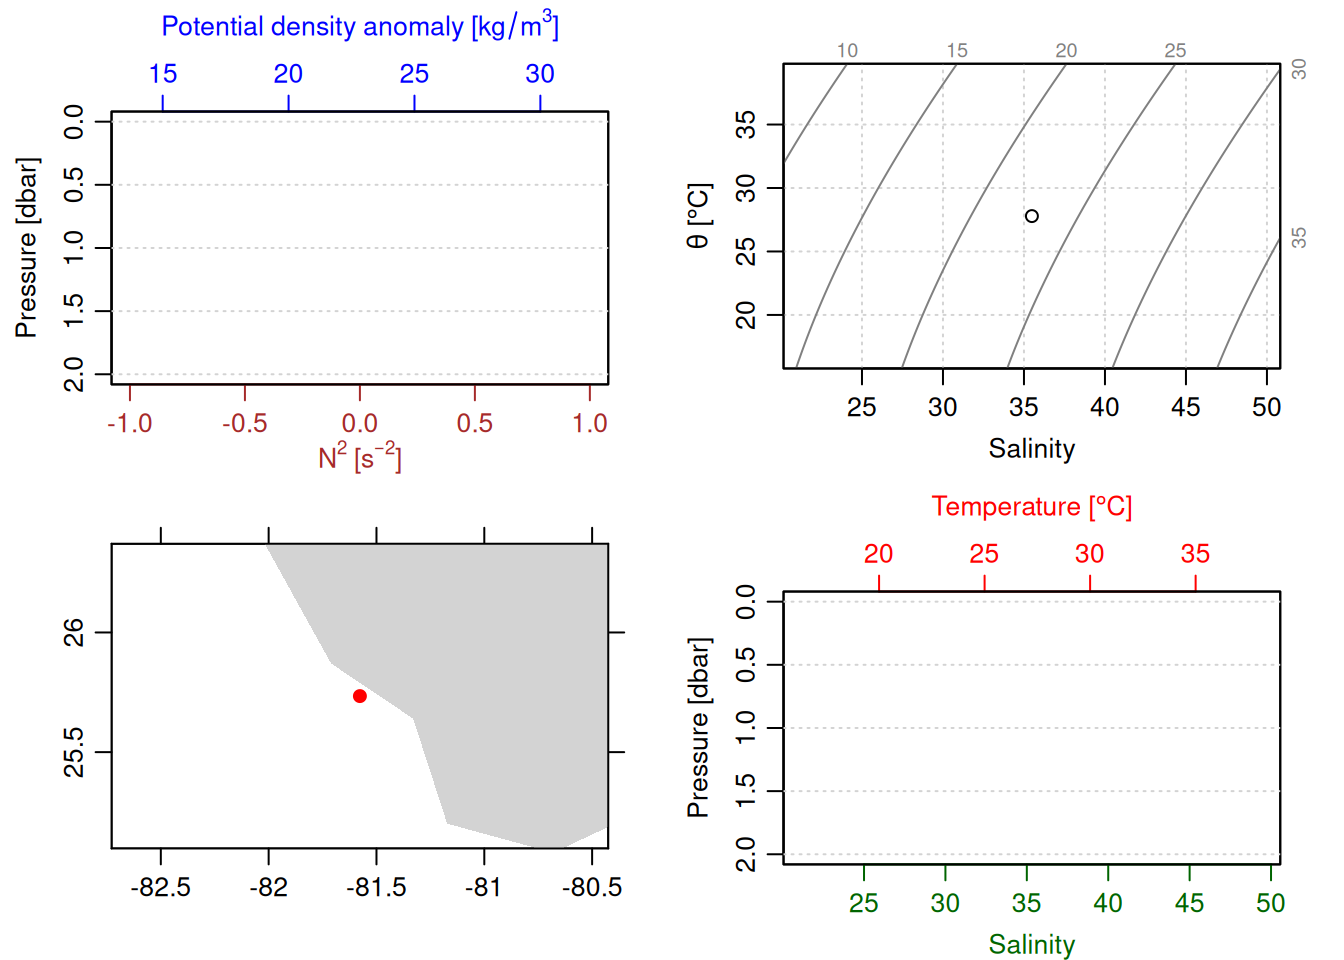 Potential density anomaly [kg/m³]
15 20 25 30
0.0 0.5 1.0 1.5 2.0
Pressure [dbar]
-1.0 -0.5 0.0 0.5 1.0
N² [s⁻²]
10 15 20 25 30
35
35 30 25 20
θ [°C]
25 30 35 40 45 50
Salinity
26
25.5
-82.5 -82 -81.5 -81 -80.5
Temperature [°C]
20 25 30 35
0.0 0.5 1.0 1.5 2.0
Pressure [dbar]
25 30 35 40 45 50
Salinity